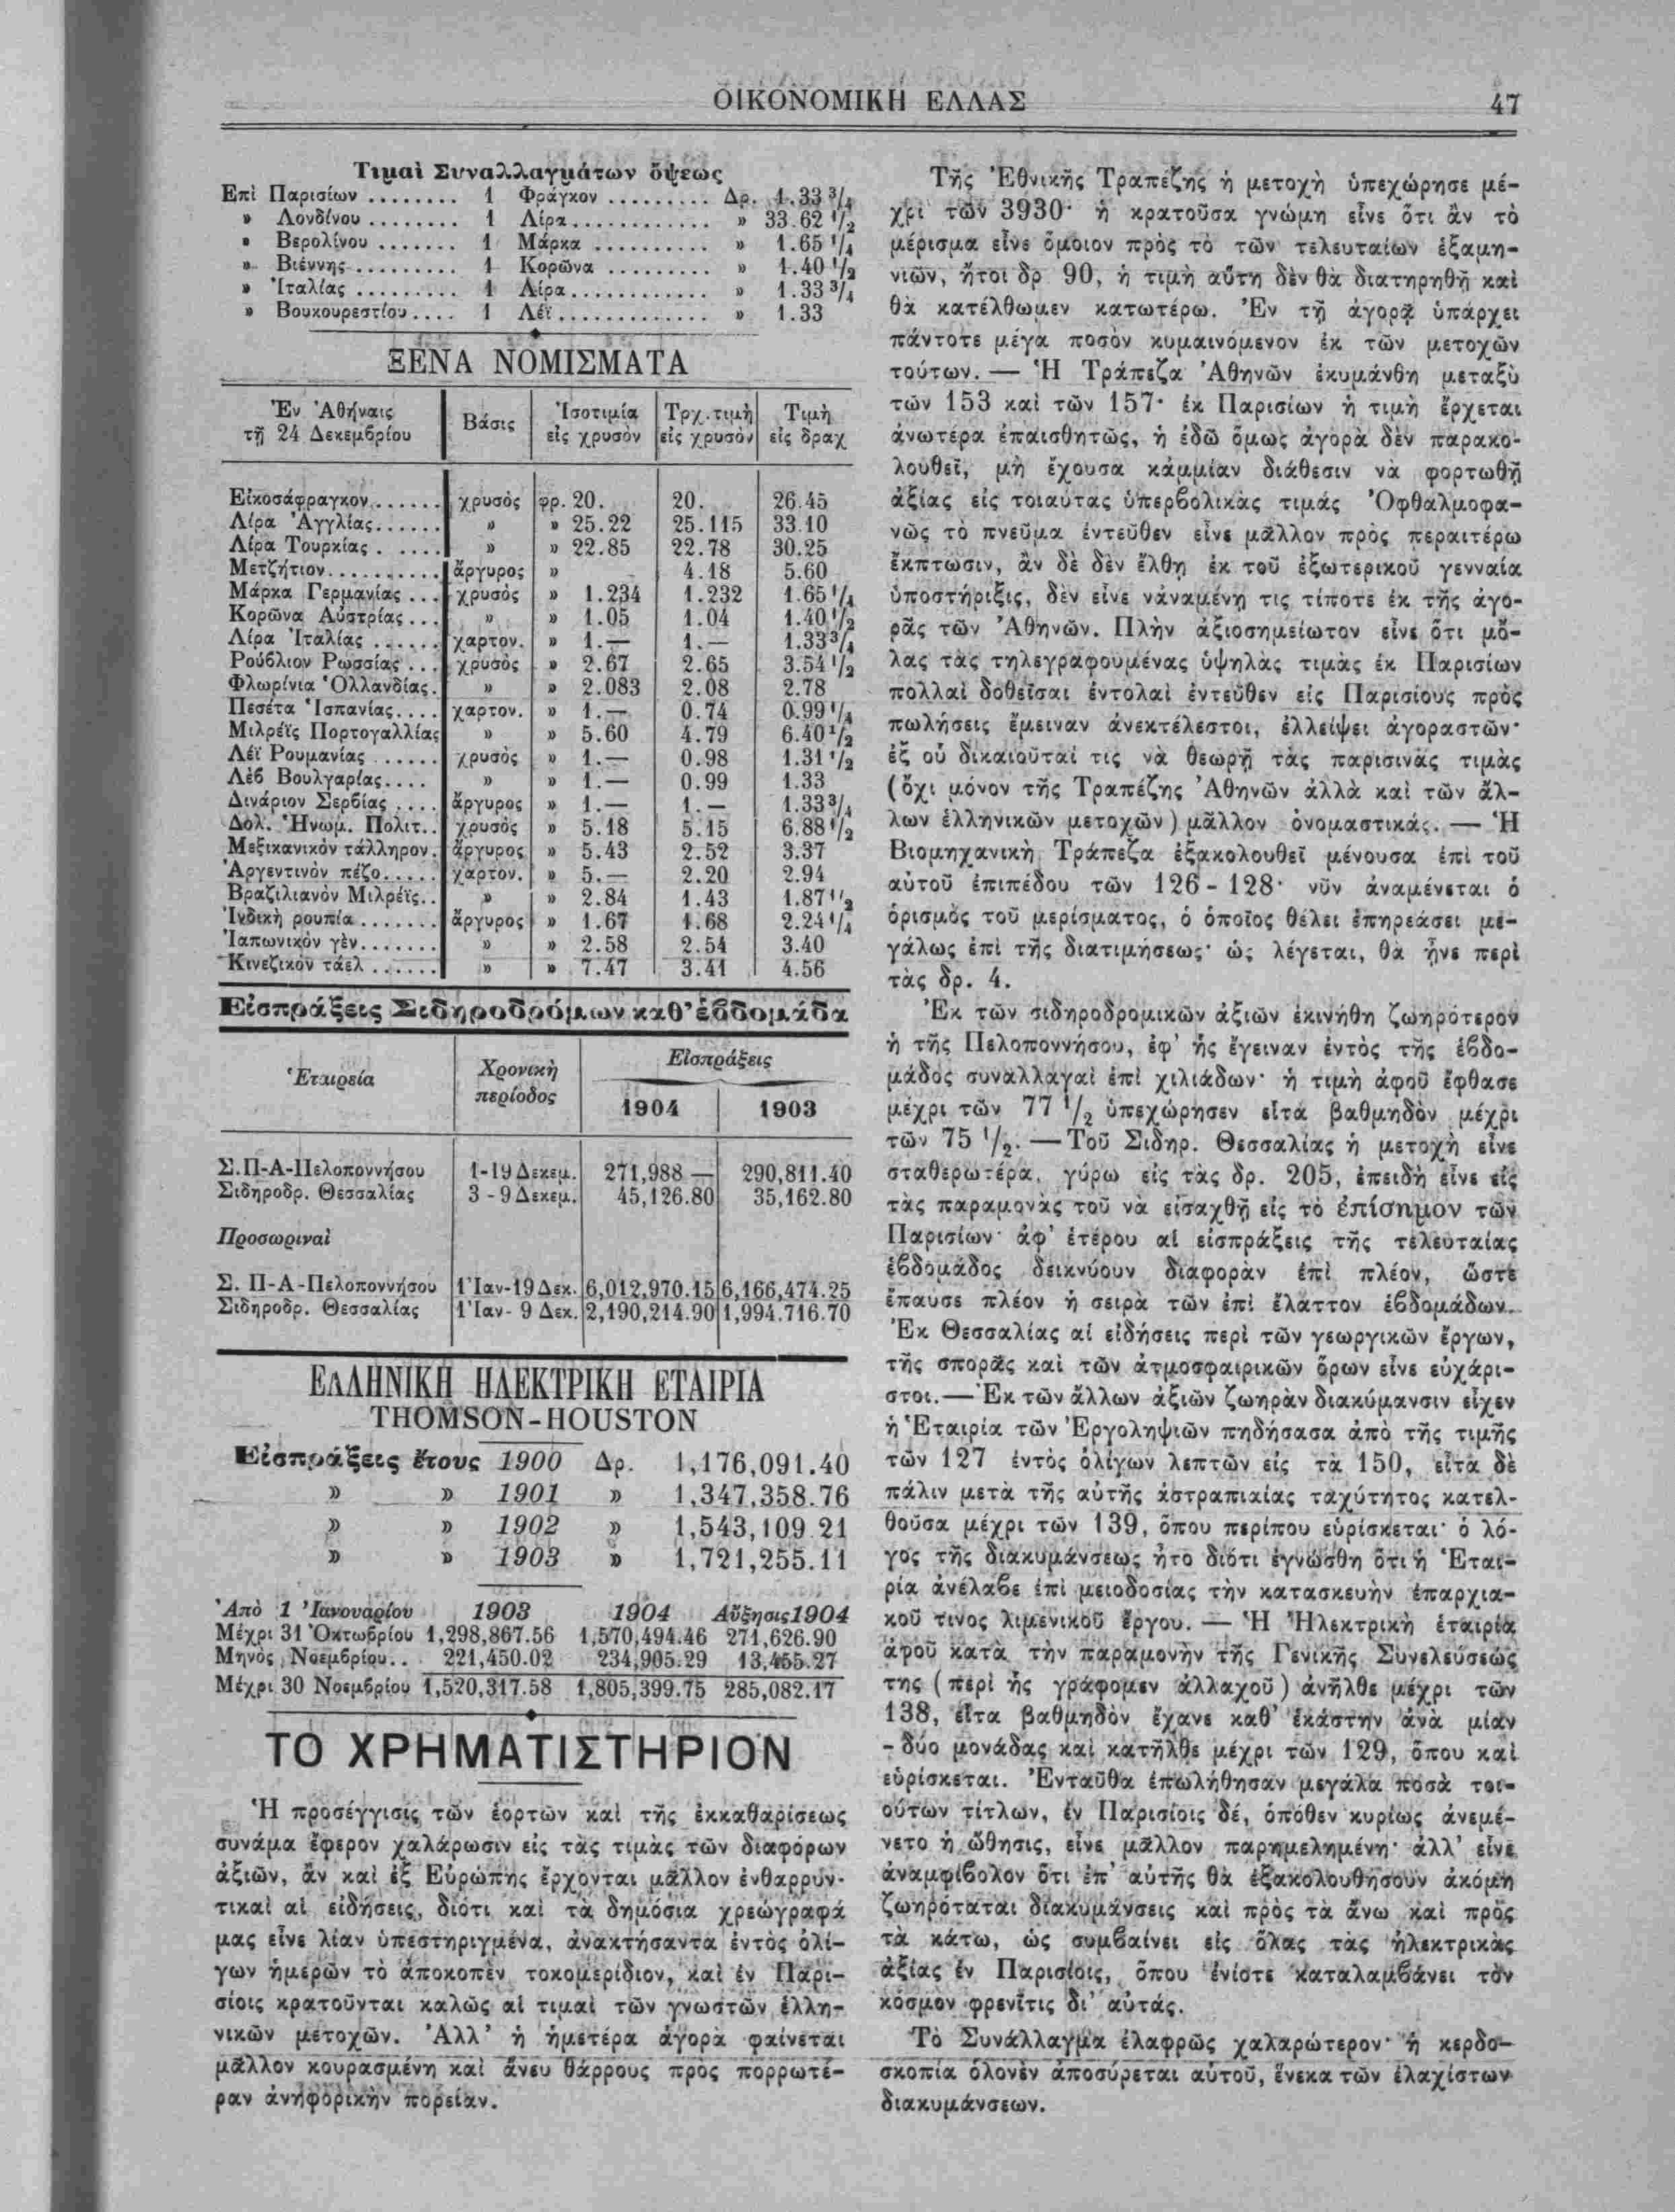 ΟΙΚΟΝΟΜΙΚΗ ΕΛΛΑΣ 47
Τιμαὶ Συναλλαγμάτων ὄψεως
Επὶ Παρισίων ........ 1 Φράγκον ......... Δρ. 1.33 3/4
» Λονδίνου ........ 1 Λίρα ............ » 33.62 1/2
» Βερολίνου ....... 1 Μάρκα .......... » 1.65 1/4
» Βιέννης ......... 1 Κορῶνα ......... » 1.40 1/2
» Ἰταλίας ......... 1 Λίρα ............ » 1.33 3/4
» Βουκουρεστίου .... 1 Λέϊ ............. » 1.33
ΞΕΝΑ ΝΟΜΙΣΜΑΤΑ
Ἐν Ἀθήναις τῇ 24 Δεκεμβρίου Βάσις Ἰσοτιμία εἰς χρυσὸν Τρχ. τιμὴ εἰς χρυσὸν Τιμὴ εἰς δραχ
Εἰκοσάφραγκον ...... χρυσὸς φρ. 20. 20. 26.45
Λίρα Ἀγγλίας ...... » » 25.22 25.115 33.10
Λίρα Τουρκίας ...... » » 22.85 22.78 30.25
Μετζήτιον .......... ἄργυρος » 4.18 5.60
Μάρκα Γερμανίας ... χρυσὸς » 1.234 1.232 1.65 1/4
Κορῶνα Αὐστρίας ... » » 1.05 1.04 1.40 1/2
Λίρα Ἰταλίας ...... χαρτον. » 1.— 1.— 1.33 3/4
Ρούβλιον Ρωσσίας ... χρυσὸς » 2.67 2.65 3.54 1/2
Φλωρίνια Ὁλλανδίας. » » 2.083 2.08 2.78
Πεσέτα Ἱσπανίας .... χαρτον. » 1.— 0.74 0.99 1/4
Μιλρέϊς Πορτογαλλίας » » 5.60 4.79 6.40 1/2
Λέϊ Ρουμανίας ...... χρυσὸς » 1.— 0.98 1.31 1/2
Λὲβ Βουλγαρίας .... » » 1.— 0.99 1.33
Δινάριον Σερβίας .... ἄργυρος » 1.— 1.— 1.33 3/4
Δολ. Ἡνωμ. Πολιτ.. χρυσὸς » 5.18 5.15 6.88 1/2
Μεξικανικὸν τάλληρον. ἄργυρος » 5.43 2.52 3.37
Ἀργεντινὸν πέζο ..... χαρτον. » 5.— 2.20 2.94
Βραζιλιανὸν Μιλρέϊς.. » » 2.84 1.43 1.87 1/2
Ἰνδικὴ ρουπία ....... ἄργυρος » 1.67 1.68 2.24 1/4
Ἰαπωνικὸν γὲν ....... » » 2.58 2.54 3.40
Κινεζικὸν τάελ ...... » » 7.47 3.41 4.56
Εἰσπράξεις Σιδηροδρόμων καθ' ἑβδομάδα
Ἑταιρεία Χρονικὴ περίοδος Εἰσπράξεις
1904 1903
Σ.Π-Α-Πελοποννήσου 1-19 Δεκεμ. 271,988 — 290,811.40
Σιδηροδρ. Θεσσαλίας 3 - 9 Δεκεμ. 45,126.80 35,162.80
Προσωριναὶ
Σ. Π-Α-Πελοποννήσου 1 Ἰαν-19 Δεκ. 6,012,970.15 6,166,474.25
Σιδηροδρ. Θεσσαλίας 1 Ἰαν- 9 Δεκ. 2,190,214.90 1,994.716.70
ΕΛΛΗΝΙΚΗ ΗΛΕΚΤΡΙΚΗ ΕΤΑΙΡΙΑ
THOMSON-HOUSTON
Εἰσπράξεις ἔτους 1900 Δρ. 1,176,091.40
» » 1901 » 1,347,358.76
» » 1902 » 1,543,109 21
» » 1903 » 1,721,255.11
Ἀπὸ 1 Ἰανουαρίου 1903 1904 Αὔξησις 1904
Μέχρι 31 Ὀκτωβρίου 1,298,867.56 1,570,494.46 271,626.90
Μηνὸς Νοεμβρίου.. 221,450.02 234,905.29 13,455.27
Μέχρι 30 Νοεμβρίου 1,520,317.58 1,805,399.75 285,082.17
ΤΟ ΧΡΗΜΑΤΙΣΤΗΡΙΟΝ
Ἡ προσέγγισις τῶν ἑορτῶν καὶ τῆς ἐκκαθαρίσεως
συνάμα ἔφερον χαλάρωσιν εἰς τὰς τιμὰς τῶν διαφόρων
ἀξιῶν, ἂν καὶ ἐξ Εὐρώπης ἔρχονται μᾶλλον ἐνθαρρυν-
τικαὶ αἱ εἰδήσεις, διότι καὶ τὰ δημόσια χρεώγραφά
μας εἶνε λίαν ὑπεστηριγμένα, ἀνακτήσαντα ἐντὸς ὀλί-
γων ἡμερῶν τὸ ἀποκοπὲν τοκομερίδιον, καὶ ἐν Παρι-
σίοις κρατοῦνται καλῶς αἱ τιμαὶ τῶν γνωστῶν ἑλλη-
νικῶν μετοχῶν. Ἀλλ' ἡ ἡμετέρα ἀγορὰ φαίνεται
μᾶλλον κουρασμένη καὶ ἄνευ θάρρους πρὸς πορρωτέ-
ραν ἀνηφορικὴν πορείαν.
Τῆς Ἐθνικῆς Τραπέζης ἡ μετοχὴ ὑπεχώρησε μέ-
χρι τῶν 3930· ἡ κρατοῦσα γνώμη εἶνε ὅτι ἂν τὸ
μέρισμα εἶνε ὅμοιον πρὸς τὸ τῶν τελευταίων ἑξαμη-
νιῶν, ἤτοι δρ 90, ἡ τιμὴ αὕτη δὲν θὰ διατηρηθῇ καὶ
θὰ κατέλθωμεν κατωτέρω. Ἐν τῇ ἀγορᾷ ὑπάρχει
πάντοτε μέγα ποσὸν κυμαινόμενον ἐκ τῶν μετοχῶν
τούτων. — Ἡ Τράπεζα Ἀθηνῶν ἐκυμάνθη μεταξὺ
τῶν 153 καὶ τῶν 157· ἐκ Παρισίων ἡ τιμὴ ἔρχεται
ἀνωτέρα ἐπαισθητῶς, ἡ ἐδῶ ὅμως ἀγορὰ δὲν παρακο-
λουθεῖ, μὴ ἔχουσα κάμμίαν διάθεσιν νὰ φορτωθῇ
ἀξίας εἰς τοιαύτας ὑπερβολικὰς τιμάς Ὀφθαλμοφα-
νῶς τὸ πνεῦμα ἐντεῦθεν εἶνε μᾶλλον πρὸς περαιτέρω
ἔκπτωσιν, ἂν δὲ δὲν ἔλθῃ ἐκ τοῦ ἐξωτερικοῦ γενναία
ὑποστήριξις, δὲν εἶνε νἀναμένῃ τις τίποτε ἐκ τῆς ἀγο-
ρᾶς τῶν Ἀθηνῶν. Πλὴν ἀξιοσημείωτον εἶνε ὅτι μὅ-
λας τὰς τηλεγραφουμένας ὑψηλὰς τιμὰς ἐκ Παρισίων
πολλαὶ δοθεῖσαι ἐντολαὶ ἐντεῦθεν εἰς Παρισίους πρὸς
πωλήσεις ἔμειναν ἀνεκτέλεστοι, ἐλλείψει ἀγοραστῶν·
ἐξ οὗ δικαιοῦταί τις νὰ θεωρῇ τὰς παρισινὰς τιμὰς
(ὄχι μόνον τῆς Τραπέζης Ἀθηνῶν ἀλλὰ καὶ τῶν ἄλ-
λων ἑλληνικῶν μετοχῶν) μᾶλλον ὀνομαστικάς. — Ἡ
Βιομηχανικὴ Τράπεζα ἐξακολουθεῖ μένουσα ἐπὶ τοῦ
αὐτοῦ ἐπιπέδου τῶν 126 - 128· νῦν ἀναμένεται ὁ
ὁρισμὸς τοῦ μερίσματος, ὁ ὁποῖος θέλει ἐπηρεάσει με-
γάλως ἐπὶ τῆς διατιμήσεως· ὡς λέγεται, θὰ ᾖνε περὶ
τὰς δρ. 4.
Ἐκ τῶν σιδηροδρομικῶν ἀξιῶν ἐκινήθη ζωηρότερον
ἡ τῆς Πελοποννήσου, ἐφ' ἧς ἔγειναν ἐντὸς τῆς ἑβδο-
μάδος συναλλαγαὶ ἐπὶ χιλιάδων· ἡ τιμὴ ἀφοῦ ἔφθασε
μέχρι τῶν 77 1/2 ὑπεχώρησεν εἶτα βαθμηδὸν μέχρι
τῶν 75 1/2. — Τοῦ Σιδηρ. Θεσσαλίας ἡ μετοχὴ εἶνε
σταθερωτέρα, γύρω εἰς τὰς δρ. 205, ἐπειδὴ εἶνε εἰς
τὰς παραμονὰς τοῦ νὰ εἰσαχθῇ εἰς τὸ ἐπίσημον τῶν
Παρισίων· ἀφ' ἑτέρου αἱ εἰσπράξεις τῆς τελευταίας
ἑβδομάδος δεικνύουν διαφορὰν ἐπὶ πλέον, ὥστε
ἔπαυσε πλέον ἡ σειρὰ τῶν ἐπὶ ἔλαττον ἑβδομάδων.
Ἐκ Θεσσαλίας αἱ εἰδήσεις περὶ τῶν γεωργικῶν ἔργων,
τῆς σπορᾶς καὶ τῶν ἀτμοσφαιρικῶν ὅρων εἶνε εὐχάρι-
στοι. — Ἐκ τῶν ἄλλων ἀξιῶν ζωηρὰν διακύμανσιν εἶχεν
ἡ Ἑταιρία τῶν Ἐργοληψιῶν πηδήσασα ἀπὸ τῆς τιμῆς
τῶν 127 ἐντὸς ὀλίγων λεπτῶν εἰς τὰ 150, εἶτα δὲ
πάλιν μετὰ τῆς αὐτῆς ἀστραπιαίας ταχύτητος κατελ-
θοῦσα μέχρι τῶν 139, ὅπου περίπου εὑρίσκεται· ὁ λό-
γος τῆς διακυμάνσεως ἦτο διότι ἐγνώσθη ὅτι ἡ Ἑται-
ρία ἀνέλαβε ἐπὶ μειοδοσίας τὴν κατασκευὴν ἐπαρχια-
κοῦ τινος λιμενικοῦ ἔργου. — Ἡ Ἠλεκτρικὴ ἑταιρία
ἀφοῦ κατὰ τὴν παραμονὴν τῆς Γενικῆς Συνελεύσεώς
της (περὶ ἧς γράφομεν ἀλλαχοῦ) ἀνῆλθε μέχρι τῶν
138, εἶτα βαθμηδὸν ἔχανε καθ' ἑκάστην ἀνὰ μίαν
- δύο μονάδας καὶ κατῆλθε μέχρι τῶν 129, ὅπου καὶ
εὑρίσκεται. Ἐνταῦθα ἐπωλήθησαν μεγάλα ποσὰ τοι-
ούτων τίτλων, ἐν Παρισίοις δέ, ὁπόθεν κυρίως ἀνεμέ-
νετο ἡ ὤθησις, εἶνε μᾶλλον παρημελημένη· ἀλλ' εἶνε
ἀναμφίβολον ὅτι ἐπ' αὐτῆς θὰ ἐξακολουθήσουν ἀκόμη
ζωηρόταται διακυμάνσεις καὶ πρὸς τὰ ἄνω καὶ πρὸς
τὰ κάτω, ὡς συμβαίνει εἰς ὅλας τὰς ἠλεκτρικὰς
ἀξίας ἐν Παρισίοις, ὅπου ἐνίοτε καταλαμβάνει τὸν
κόσμον φρενῖτις δι' αὐτάς.
Τὸ Συνάλλαγμα ἐλαφρῶς χαλαρώτερον· ἡ κερδο-
σκοπία ὁλονὲν ἀποσύρεται αὐτοῦ, ἕνεκα τῶν ἐλαχίστων
διακυμάνσεων.